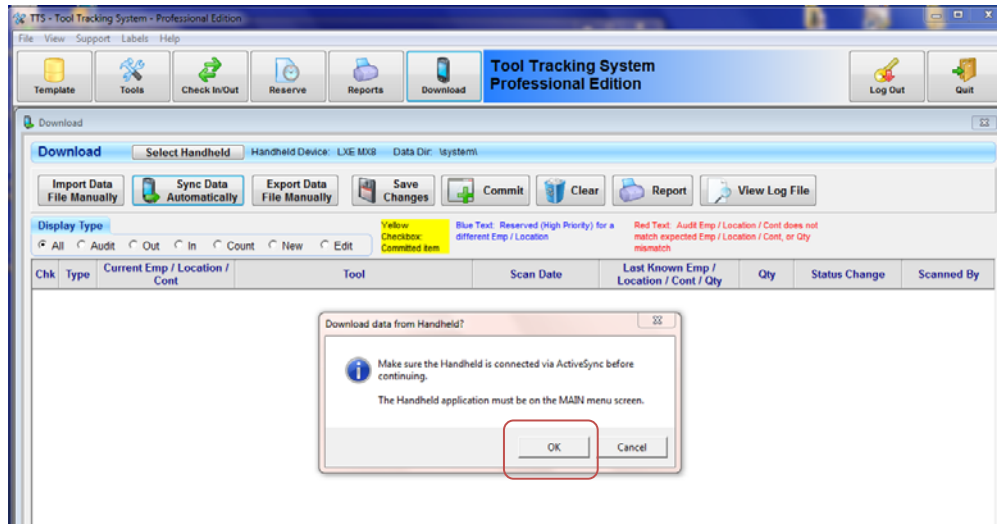 TTS - Tool Tracking System - Professional Edition
File View Support Labels Help
Template Tools Check In/Out Reserve Reports Download
Tool Tracking System
Professional Edition
Log Out Quit
Download
Download Select Handheld Handheld Device: LXE MX8 Data Dir: \system\
Import Data
File Manually
Sync Data
Automatically
Export Data
File Manually
Save
Changes
Commit Clear Report View Log File
Display Type
All Audit Out In Count New Edit
Yellow
Checkbox:
Committed item
Blue Text: Reserved (High Priority) for a
different Emp / Location
Red Text: Audit Emp / Location / Cont does not
match expected Emp / Location / Cont, or Qty
mismatch
Chk Type
Current Emp / Location /
Cont
Tool Scan Date
Last Known Emp /
Location / Cont / Qty
Qty Status Change Scanned By
Download data from Handheld?
Make sure the Handheld is connected via ActiveSync before
continuing.
The Handheld application must be on the MAIN menu screen.
OK Cancel